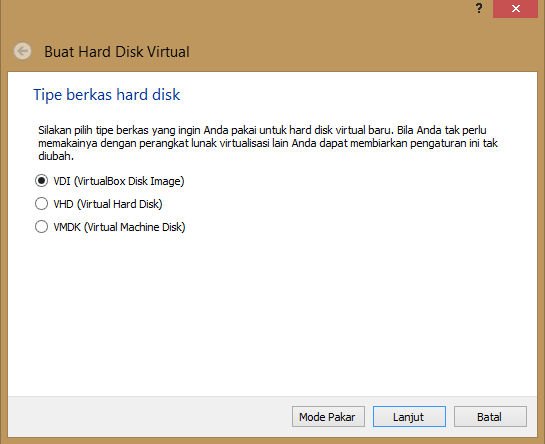 ?
Buat Hard Disk Virtual
Tipe berkas hard disk
Silakan pilih tipe berkas yang ingin Anda pakai untuk hard disk virtual baru. Bila Anda tak perlu
memakainya dengan perangkat lunak virtualisasi lain Anda dapat membiarkan pengaturan ini tak
diubah.
VDI (VirtualBox Disk Image)
VHD (Virtual Hard Disk)
VMDK (Virtual Machine Disk)
Mode Pakar Lanjut Batal